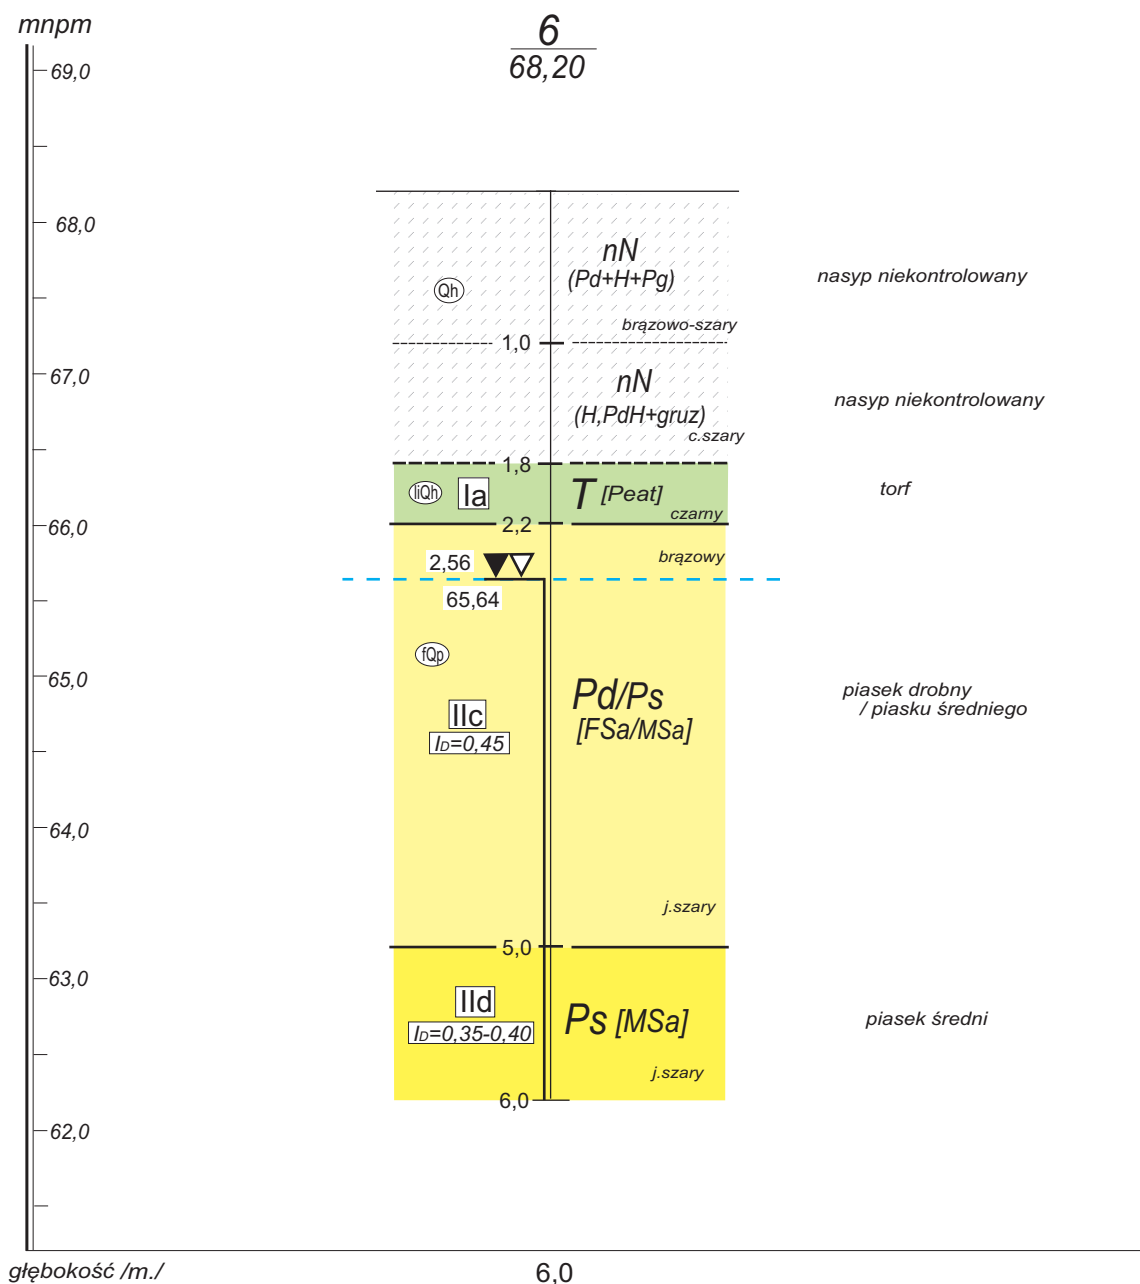 mnpm
6
68,20
69,0
68,0
nN
(Pd+H+Pg)
nasyp niekontrolowany
Qh
brązowo-szary
1,0
67,0
nN
nasyp niekontrolowany
(H,PdH+gruz)
c.szary
1,8
liQh
Ia
T [Peat]
torf
czarny
66,0
2,2
brązowy
2,56
65,64
fQp
65,0
Pd/Ps
[FSa/MSa]
piasek drobny
/ piasku średniego
IIc
ID=0,45
64,0
j.szary
5,0
63,0
IId
Ps [MSa]
piasek średni
ID=0,35-0,40
j.szary
6,0
62,0
głębokość /m./
6,0